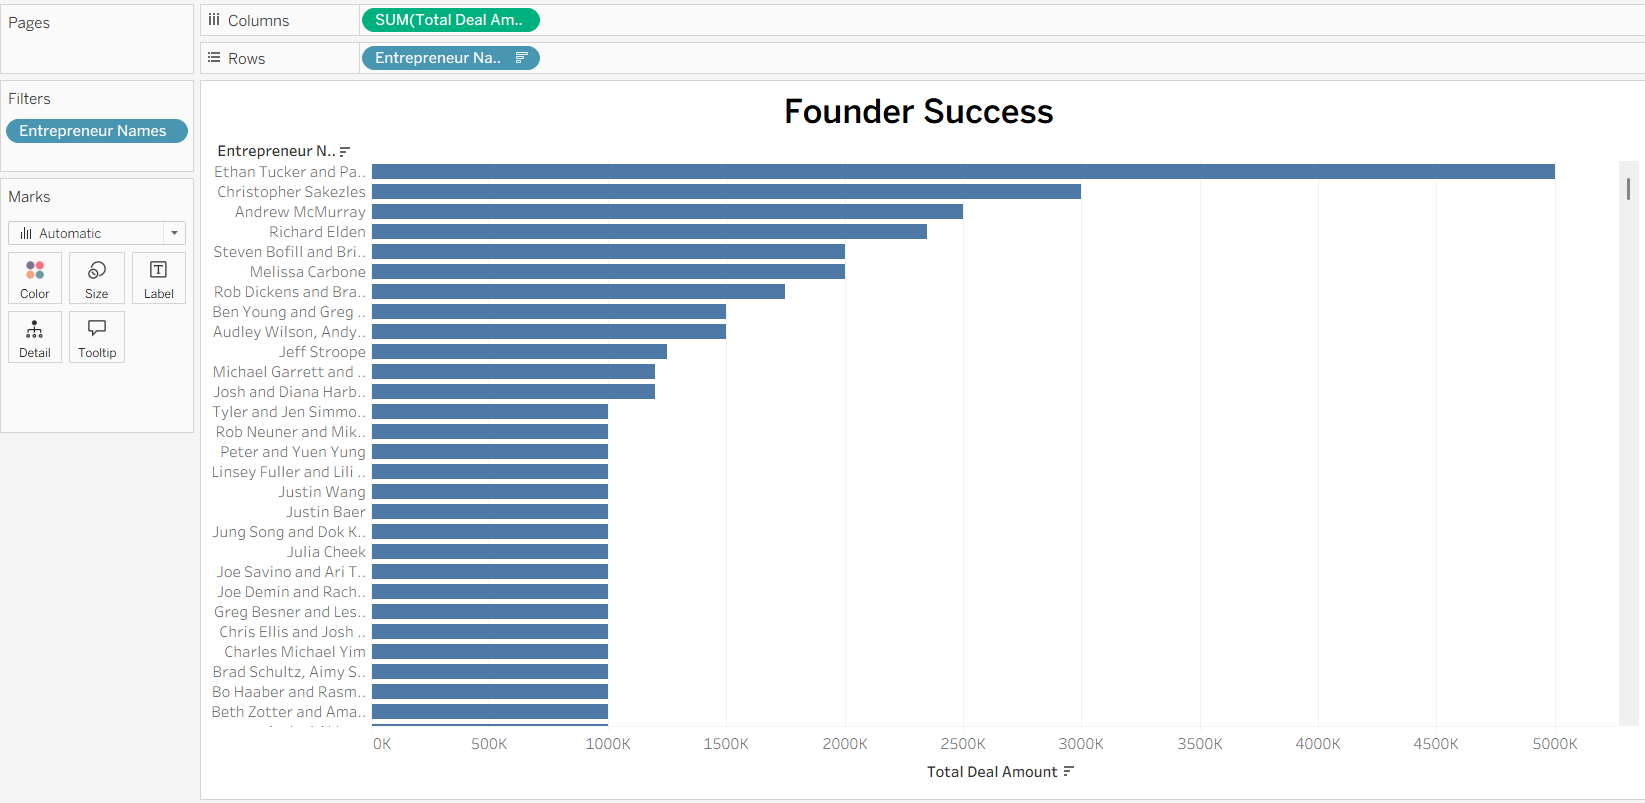 Pages
Columns
SUM(Total Deal Am..
Rows
Entrepreneur Na..
Filters
Entrepreneur Names
Marks
Automatic
Color
Size
Label
Detail
Tooltip
Founder Success
Entrepreneur N..
Ethan Tucker and Pa..
Christopher Sakezles
Andrew McMurray
Richard Elden
Steven Bofill and Bri..
Melissa Carbone
Rob Dickens and Bra..
Ben Young and Greg ..
Audley Wilson, Andy..
Jeff Stroope
Michael Garrett and ..
Josh and Diana Harb..
Tyler and Jen Simmo..
Rob Neuner and Mik..
Peter and Yuen Yung
Linsey Fuller and Lili ..
Justin Wang
Justin Baer
Jung Song and Dok K..
Julia Cheek
Joe Savino and Ari T..
Joe Demin and Rach..
Greg Besner and Les..
Chris Ellis and Josh ..
Charles Michael Yim
Brad Schultz, Aimy S..
Bo Haaber and Rasm..
Beth Zotter and Ama..
0K 500K 1000K 1500K 2000K 2500K 3000K 3500K 4000K 4500K 5000K
Total Deal Amount